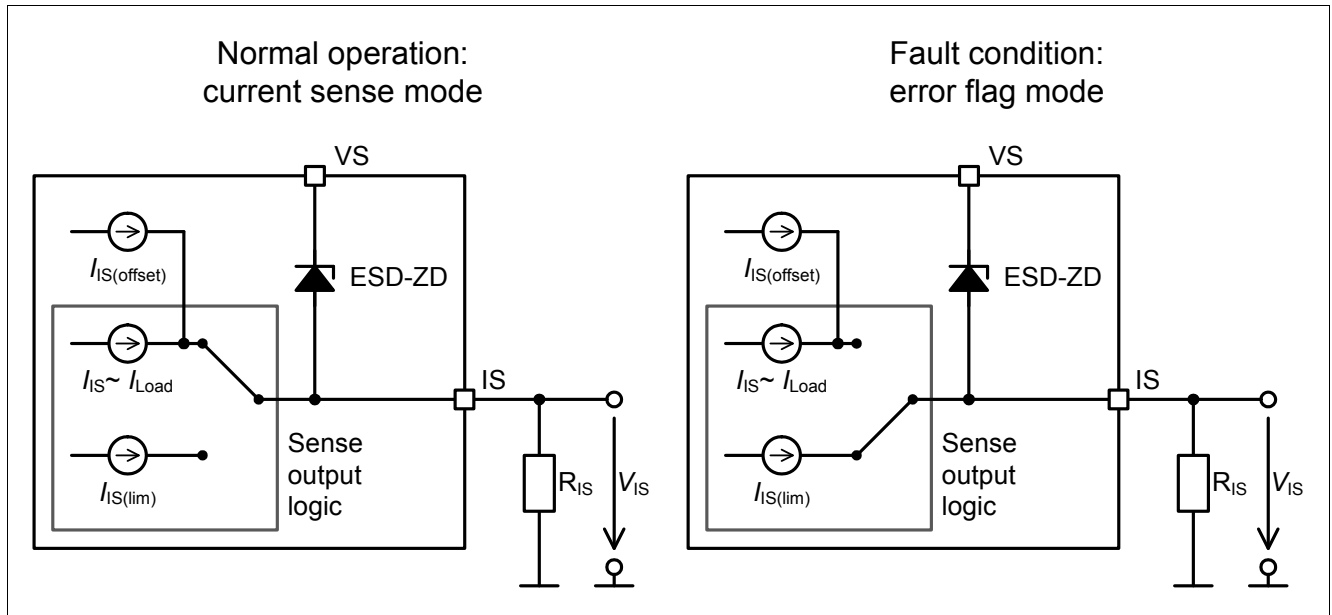 Normal operation:
current sense mode
VS
I_IS(offset)
ESD-ZD
I_IS~ I_Load
IS
I_IS(lim)
Sense
output
logic
R_IS
V_IS
Fault condition:
error flag mode
VS
I_IS(offset)
ESD-ZD
I_IS~ I_Load
IS
I_IS(lim)
Sense
output
logic
R_IS
V_IS